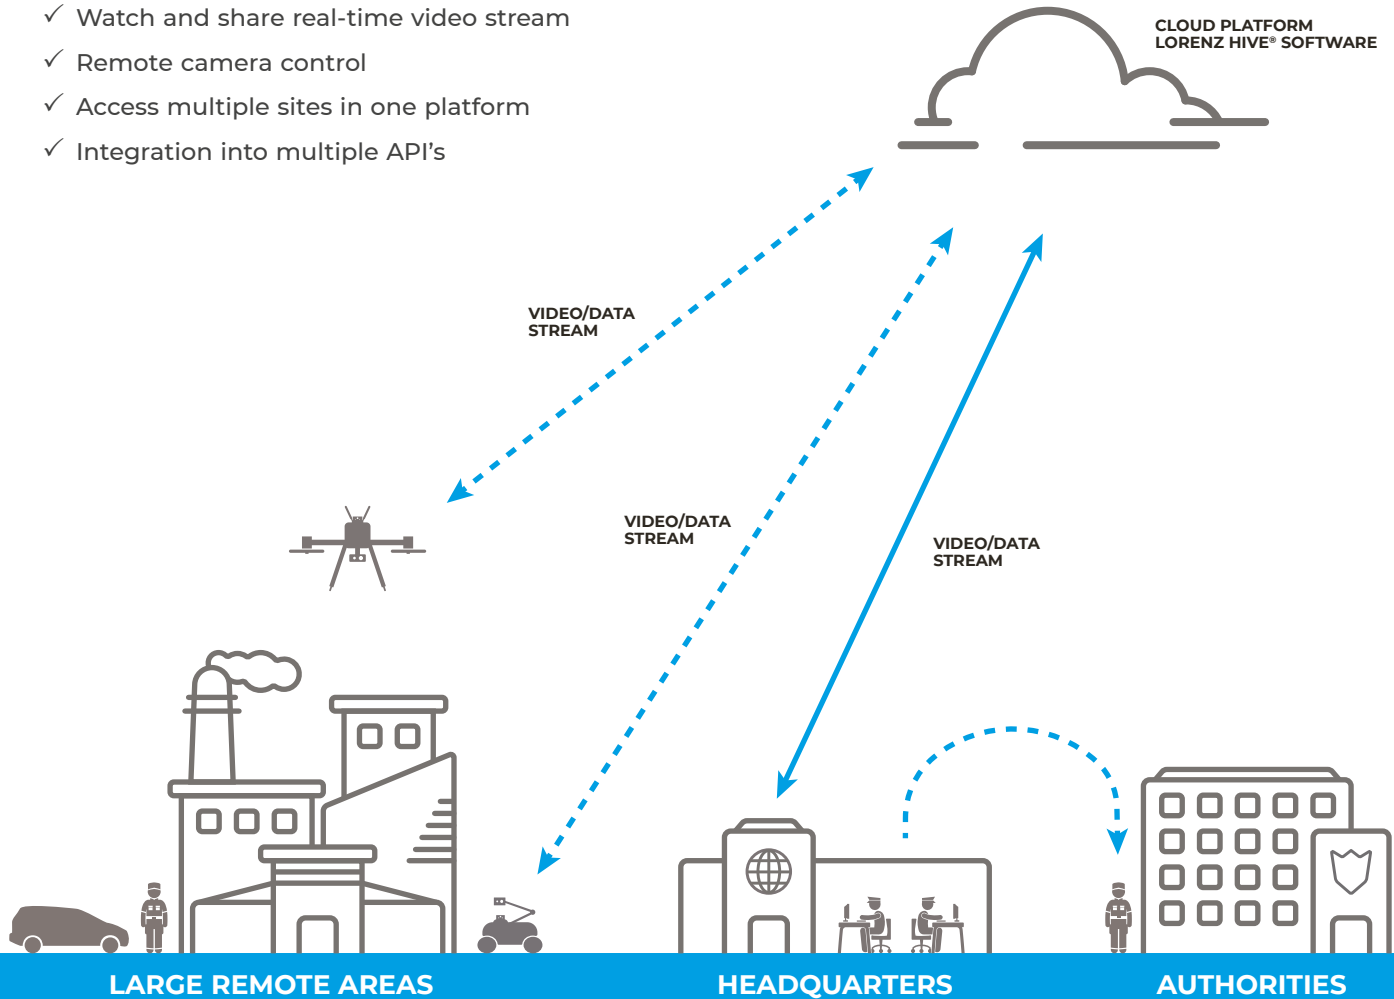 ✓ Watch and share real-time video stream
✓ Remote camera control
✓ Access multiple sites in one platform
✓ Integration into multiple API's
CLOUD PLATFORM
LORENZ HIVE® SOFTWARE
VIDEO/DATA
STREAM
VIDEO/DATA
STREAM
VIDEO/DATA
STREAM
LARGE REMOTE AREAS
HEADQUARTERS
AUTHORITIES